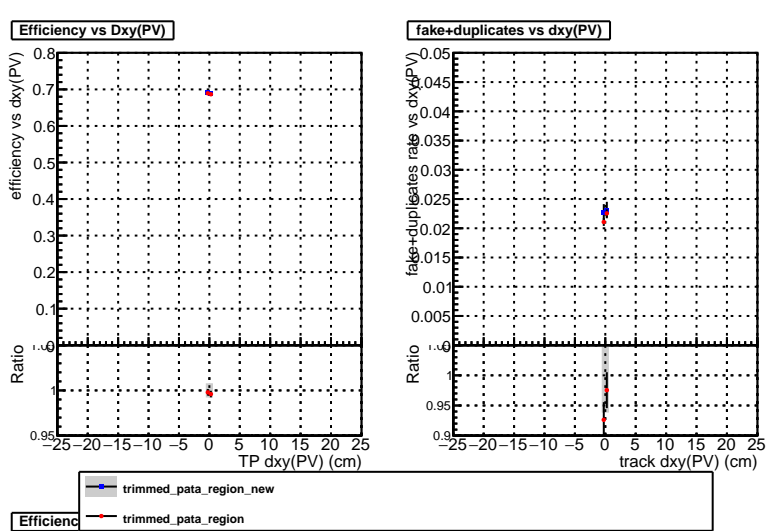 Efficiency vs Dxy(PV)
efficiency vs dxy(PV)
0.8
0.7
0.6
0.5
0.4
0.3
0.2
0.1
Ratio
1
0.95
−25 −20 −15 −10 −5 0 5 10 15 20 25
TP dxy(PV) (cm)
fake+duplicates vs dxy(PV)
fake+duplicates rate vs dxy(PV)
0.05
0.045
0.04
0.035
0.03
0.025
0.02
0.015
0.01
0.005
0
Ratio
1
0.95
0.9
−25 −20 −15 −10 −5 0 5 10 15 20 25
track dxy(PV) (cm)
trimmed_pata_region_new
trimmed_pata_region
Efficienc